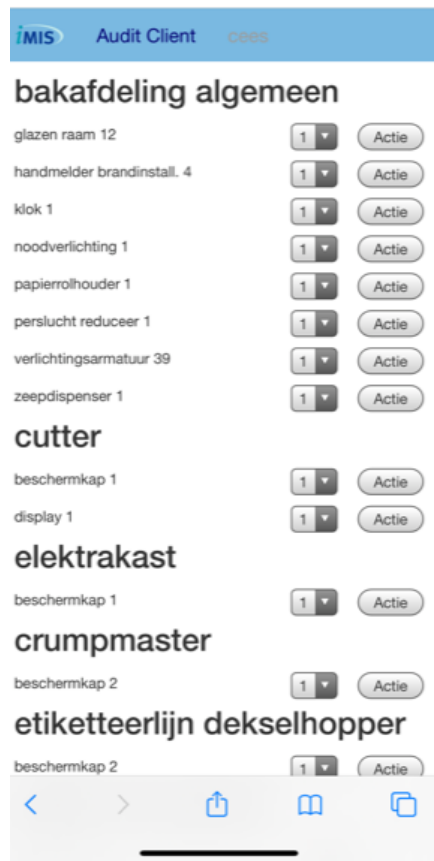 iMIS Audit Client cees
bakafdeling algemeen
glazen raam 12 1 Actie
handmelder brandinstall. 4 1 Actie
klok 1 1 Actie
noodverlichting 1 1 Actie
papierrolhouder 1 1 Actie
perslucht reduceer 1 1 Actie
verlichtingsarmatuur 39 1 Actie
zeepdispenser 1 1 Actie
cutter
beschermkap 1 1 Actie
display 1 1 Actie
elektrakast
beschermkap 1 1 Actie
crumpmaster
beschermkap 2 1 Actie
etiketteerlijn dekselhopper
beschermkap 2 1 Actie